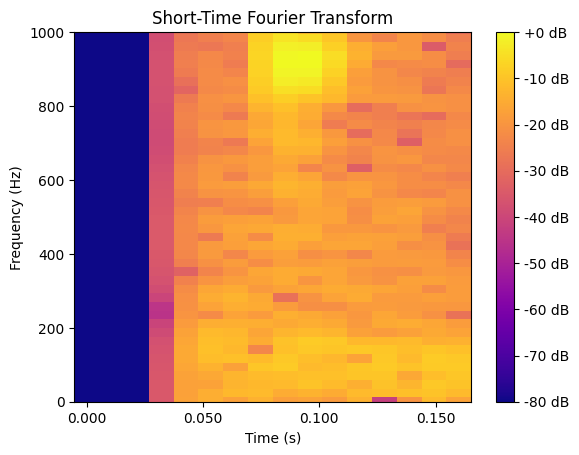 Short-Time Fourier Transform
Frequency (Hz)
1000
800
600
400
200
0
0.000
0.050
0.100
0.150
Time (s)
+0 dB
-10 dB
-20 dB
-30 dB
-40 dB
-50 dB
-60 dB
-70 dB
-80 dB